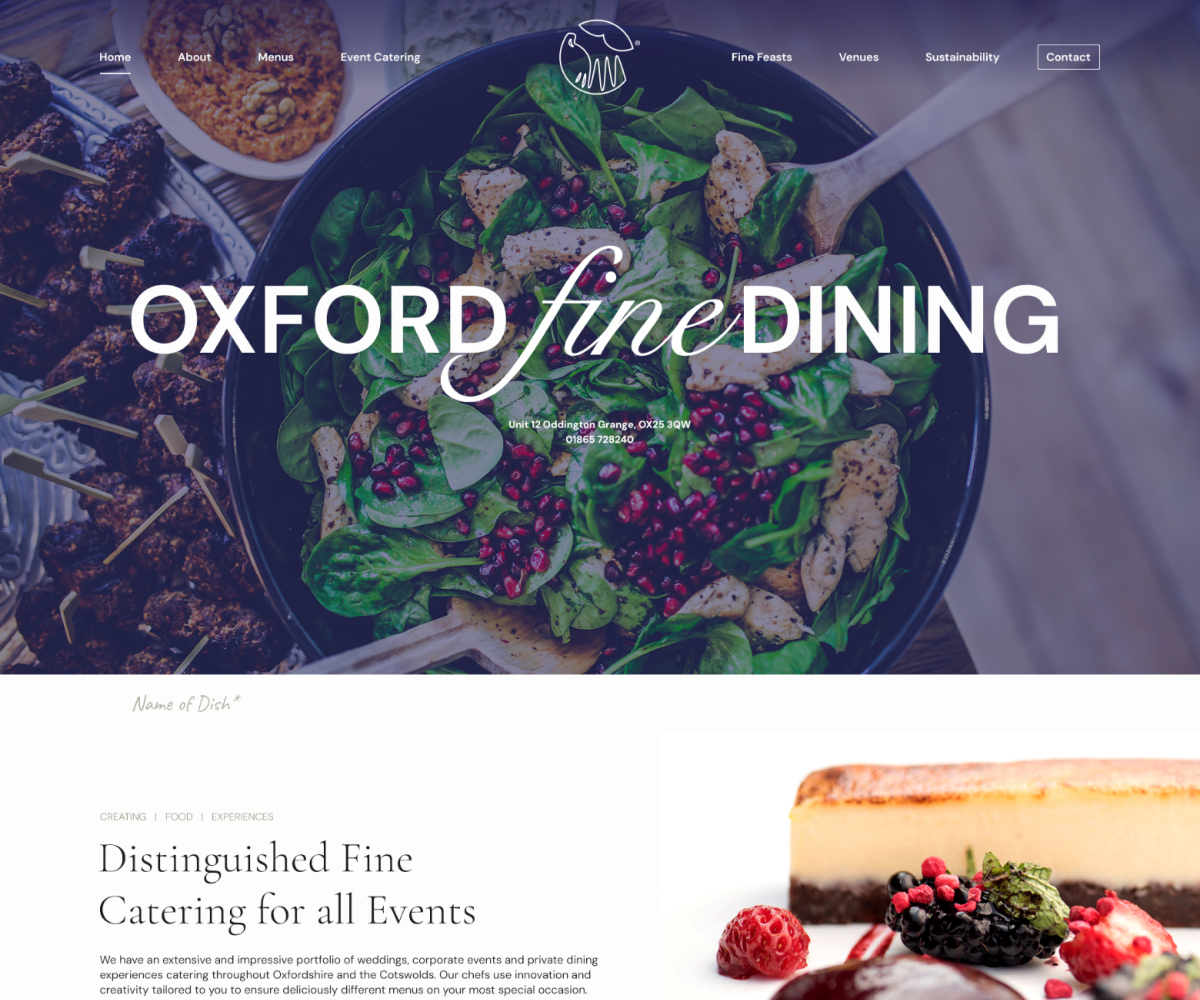 Home About Menus Event Catering ® Fine Feasts Venues Sustainability Contact
OXFORD fine DINING
Unit 12 Oddington Grange, OX25 3QW
01865 728240
Name of Dish*
CREATING | FOOD | EXPERIENCES
Distinguished Fine
Catering for all Events
We have an extensive and impressive portfolio of weddings, corporate events and private dining
experiences catering throughout Oxfordshire and the Cotswolds. Our chefs use innovation and
creativity tailored to you to ensure deliciously different menus on your most special occasion.